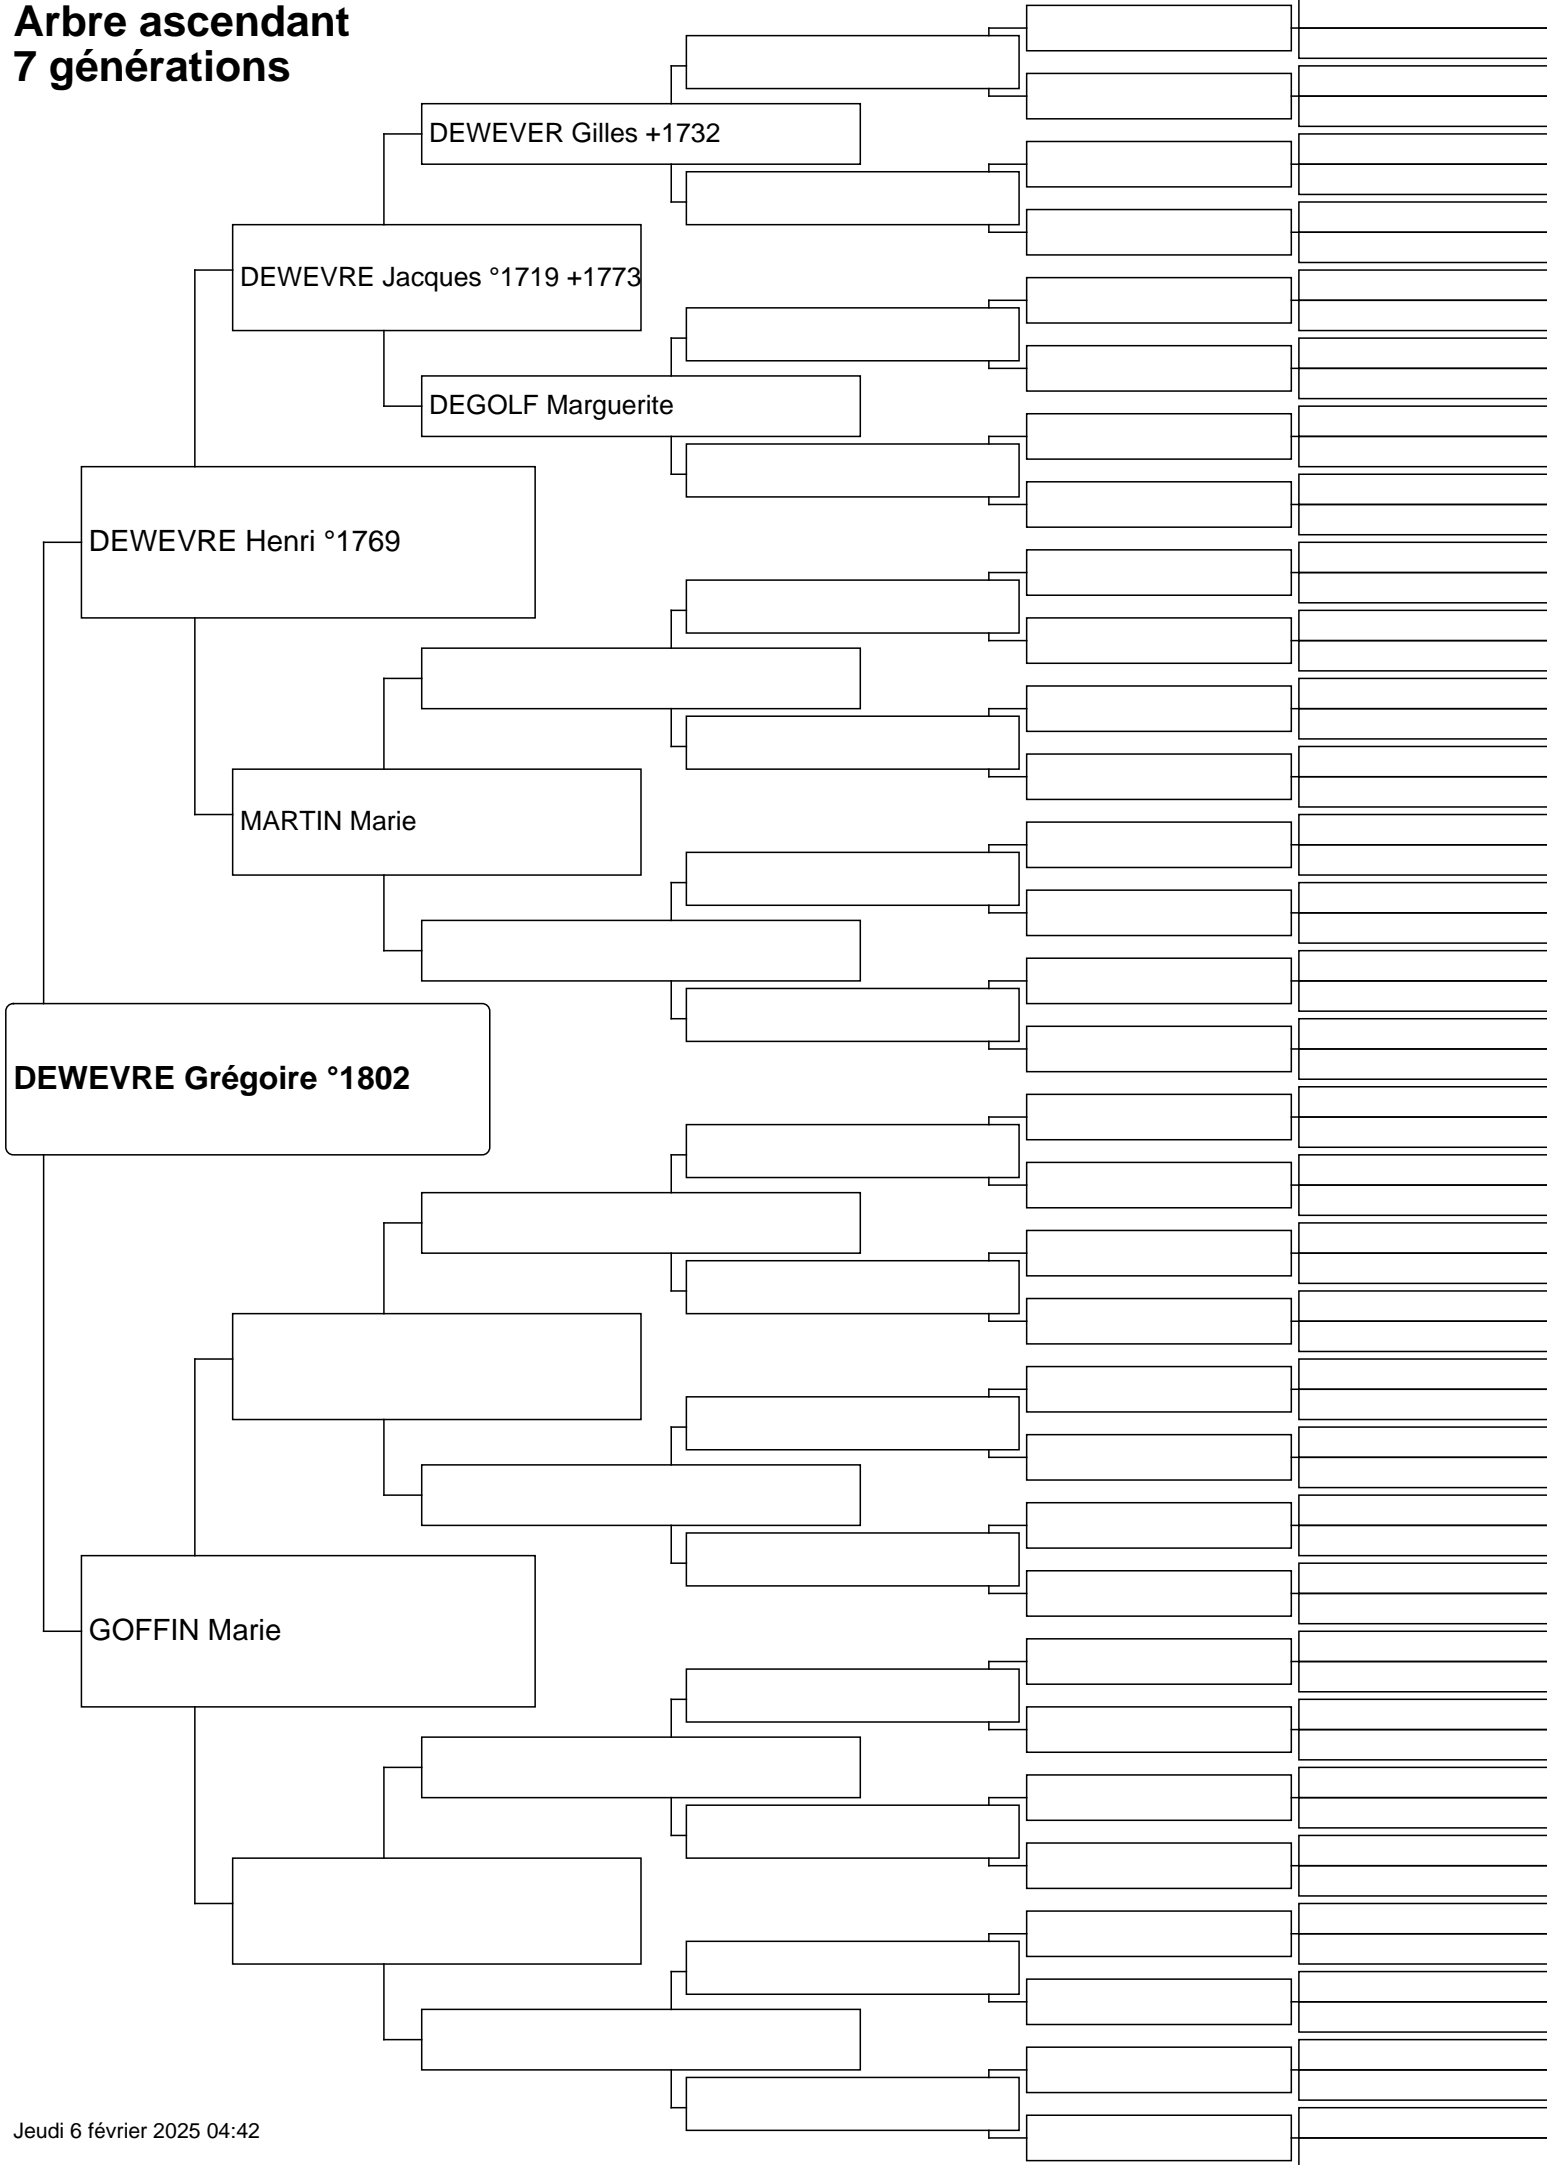 Arbre ascendant
7 générations
DEWEVER Gilles +1732
DEWEVRE Jacques °1719 +1773
DEGOLF Marguerite
DEWEVRE Henri °1769
MARTIN Marie
DEWEVRE Grégoire °1802
GOFFIN Marie
Jeudi 6 février 2025 04:42